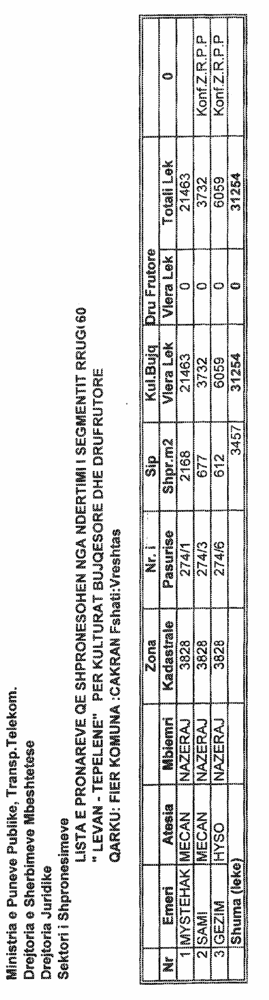 Ministria e Puneve Publike, Transp.Telekom.
Drejtoria e Sherbimeve Mbeshtetese
Drejtoria Juridike
Sektori i Shpronesimeve
LISTA E PRONAREVE QE SHPRONESOHEN NGA NDERTIMI I SEGMENTIT RRUGI 60
" LEVAN - TEPELENE" PER KULTURAT BUJQESORE DHE DRUFRUTORE
QARKU: FIER KOMUNA :CAKRAN Fshati:Vreshtas
Zona Nr. i Sip Kul.Bujq Dru Frutore
Nr Emeri Atesia Mbiemri Kadastrale Pasurise Shpr.m2 Vlera Lek Vlera Lek Totali Lek 0
1 MYSTEHAK MECAN NAZERAJ 3828 274/1 2168 21463 0 21463
2 SAMI MECAN NAZERAJ 3828 274/3 677 3732 0 3732 Konf.Z.R.P.P
3 GEZIM HYSO NAZERAJ 3828 274/6 612 6059 0 6059 Konf.Z.R.P.P
Shuma (leke) 3457 31254 0 31254